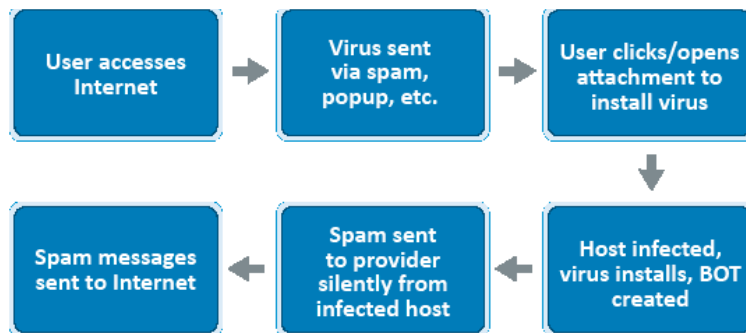 User accesses
Internet
Virus sent
via spam,
popup, etc.
User clicks/opens
attachment to
install virus
Host infected,
virus installs, BOT
created
Spam sent
to provider
silently from
infected host
Spam messages
sent to Internet